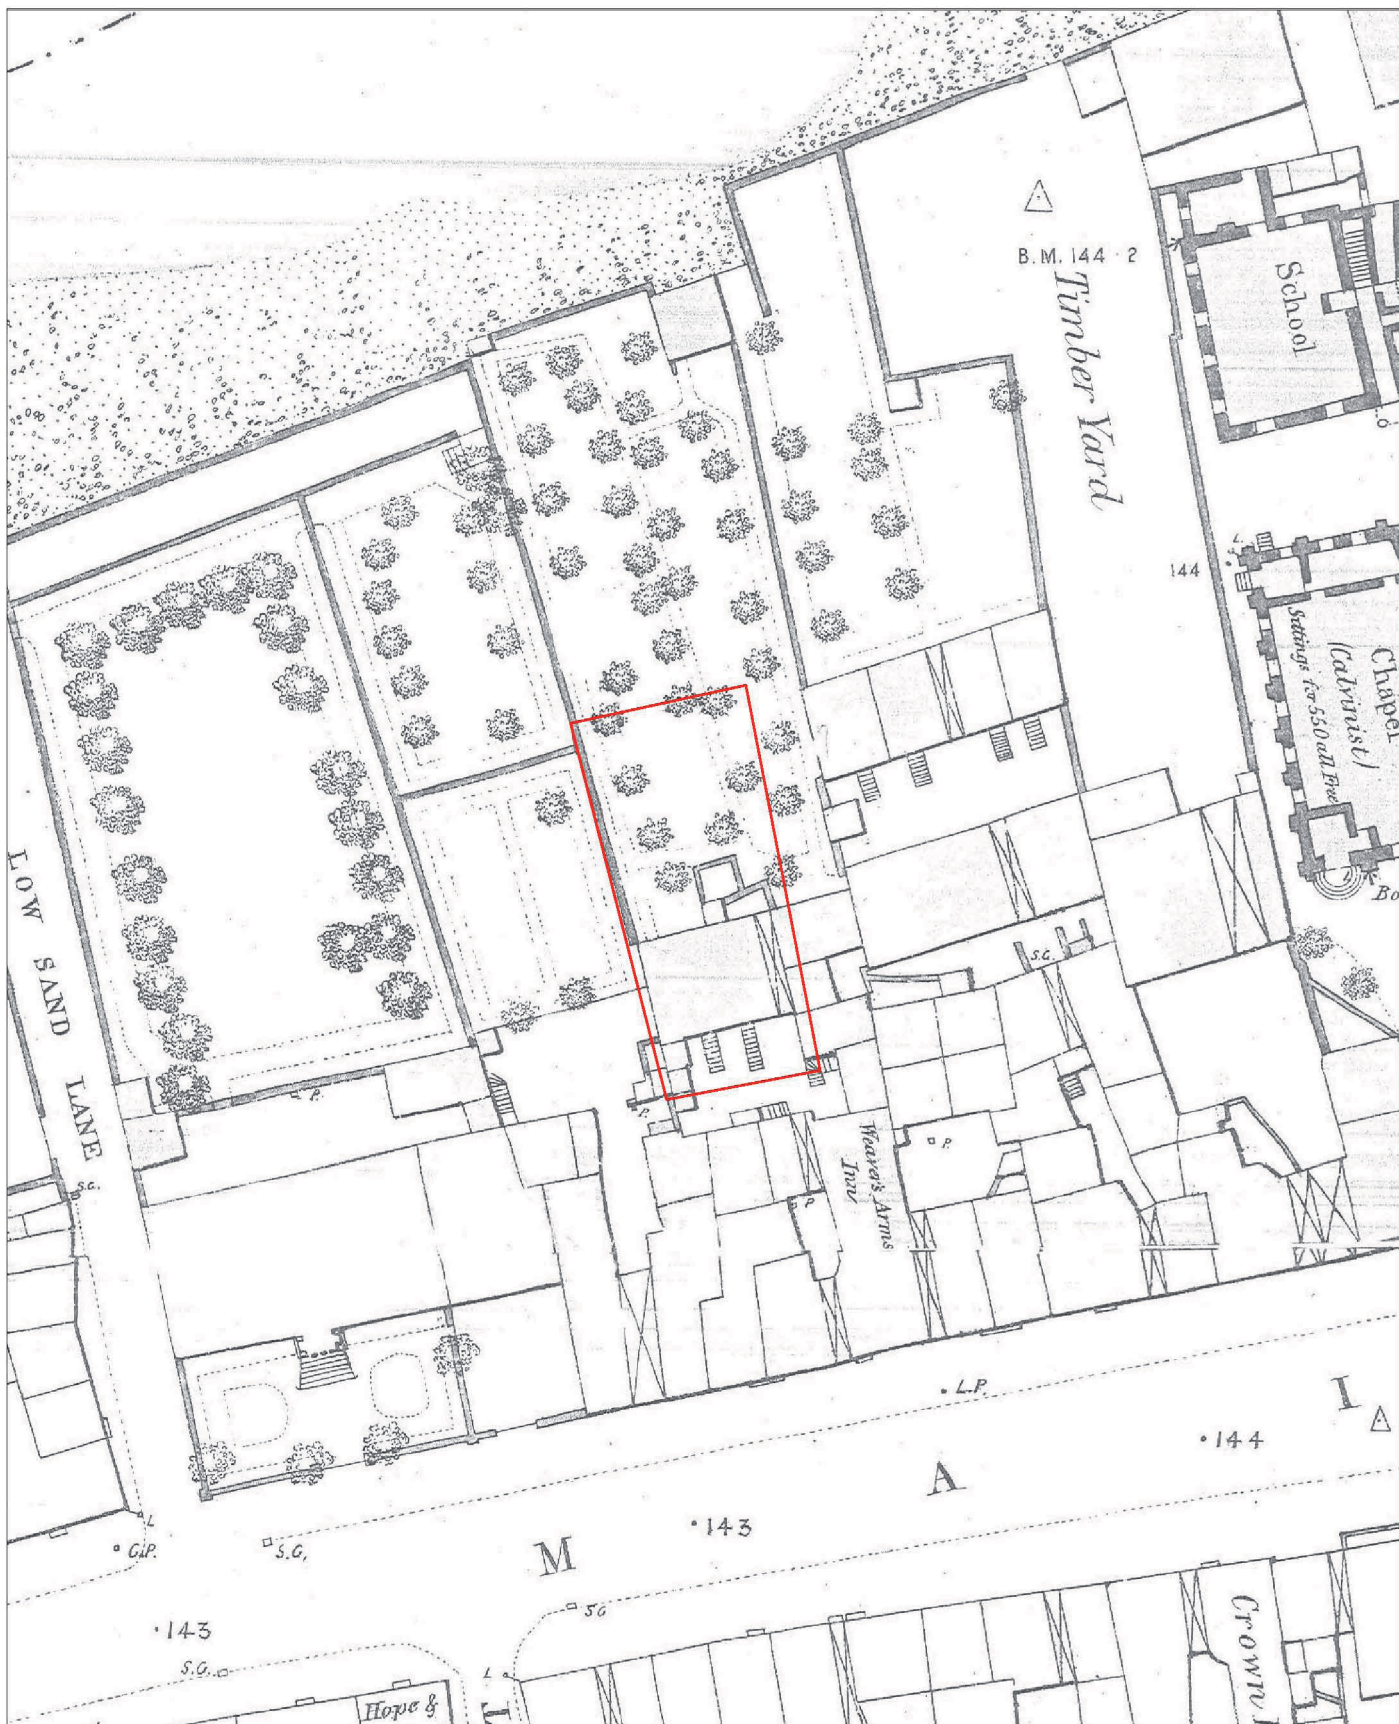 B.M. 144·2
Timber Yard
School
144
L.
Chapel
(Calvinist)
Sittings for 550 all Free
LOW SAND LANE
S.G.
P.
P.
P.
P.
Weaver's Arms
Inn
S.G.
L.P.
M A I
144
143
L
G.P.
S.G.
143
S.G.
SG
L
Hope &
Crown